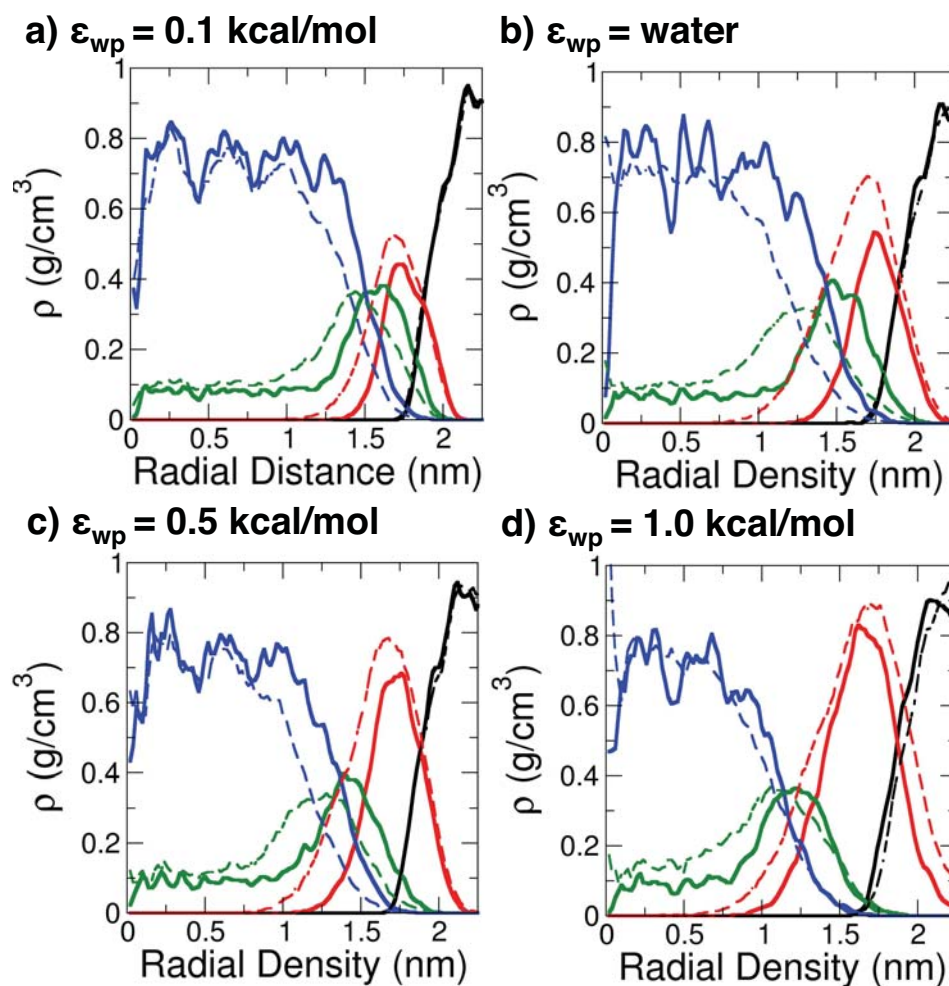 a) εwp = 0.1 kcal/mol
b) εwp = water
1
0.8
0.6
0.4
0.2
0
ρ (g/cm³)
0 0.5 1 1.5 2
Radial Distance (nm)
1
0.8
0.6
0.4
0.2
0
ρ (g/cm³)
0 0.5 1 1.5 2
Radial Density (nm)
c) εwp = 0.5 kcal/mol
d) εwp = 1.0 kcal/mol
1
0.8
0.6
0.4
0.2
0
ρ (g/cm³)
0 0.5 1 1.5 2
Radial Density (nm)
1
0.8
0.6
0.4
0.2
0
ρ (g/cm³)
0 0.5 1 1.5 2
Radial Density (nm)